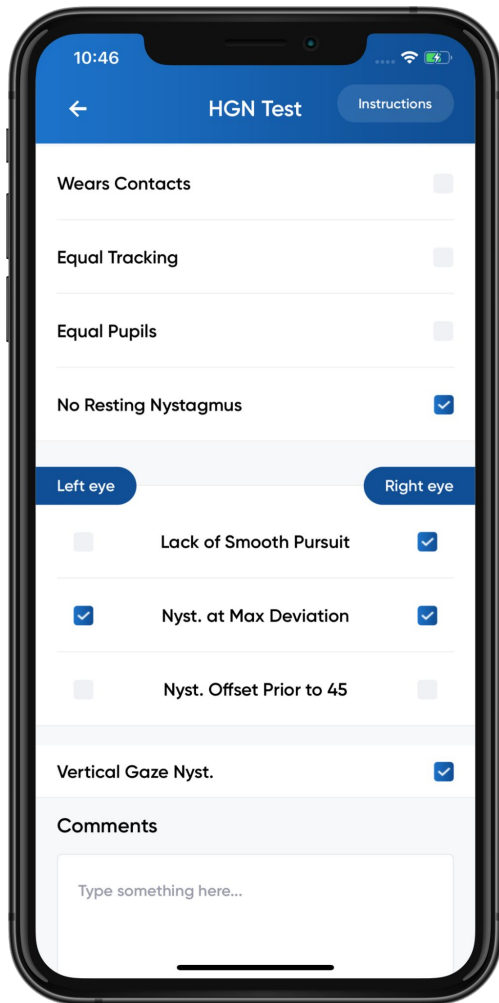 10:46
HGN Test
Instructions
Wears Contacts
Equal Tracking
Equal Pupils
No Resting Nystagmus
Left eye
Right eye
Lack of Smooth Pursuit
Nyst. at Max Deviation
Nyst. Offset Prior to 45
Vertical Gaze Nyst.
Comments
Type something here...